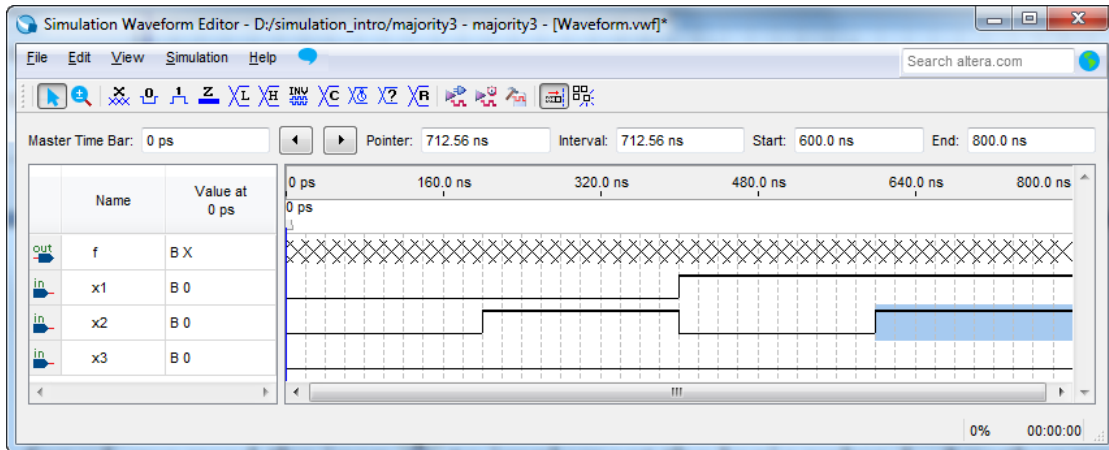 Simulation Waveform Editor - D:/simulation_intro/majority3 - majority3 - [Waveform.vwf]*
File Edit View Simulation Help Search altera.com
Master Time Bar: 0 ps Pointer: 712.56 ns Interval: 712.56 ns Start: 600.0 ns End: 800.0 ns
Name Value at 0 ps
0 ps 160.0 ns 320.0 ns 480.0 ns 640.0 ns 800.0 ns
0 ps
out f B X
in x1 B 0
in x2 B 0
in x3 B 0
0% 00:00:00